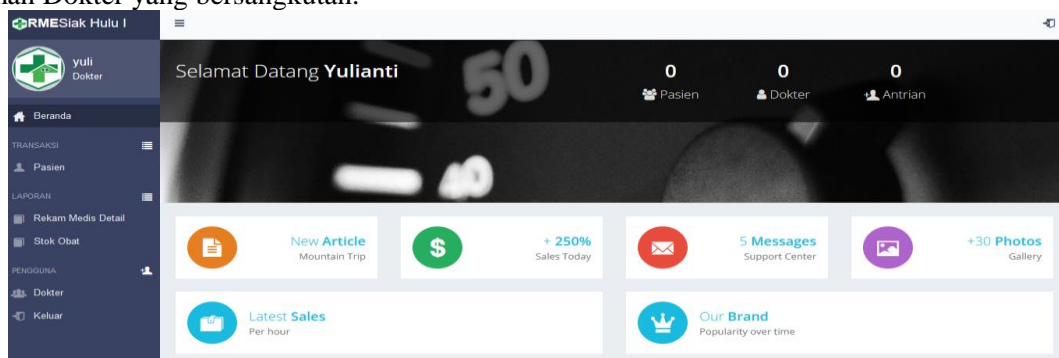 an Dokter yang bersangkutan.
RMESiak Hulu I
yuli
Dokter
Beranda
TRANSAKSI
Pasien
LAPORAN
Rekam Medis Detail
Stok Obat
PENGGUNA
Dokter
Keluar
Selamat Datang Yulianti
50
40
0
Pasien
0
Dokter
0
Antrian
New Article
Mountain Trip
+ 250%
Sales Today
5 Messages
Support Center
+30 Photos
Gallery
Latest Sales
Per hour
Our Brand
Popularity over time